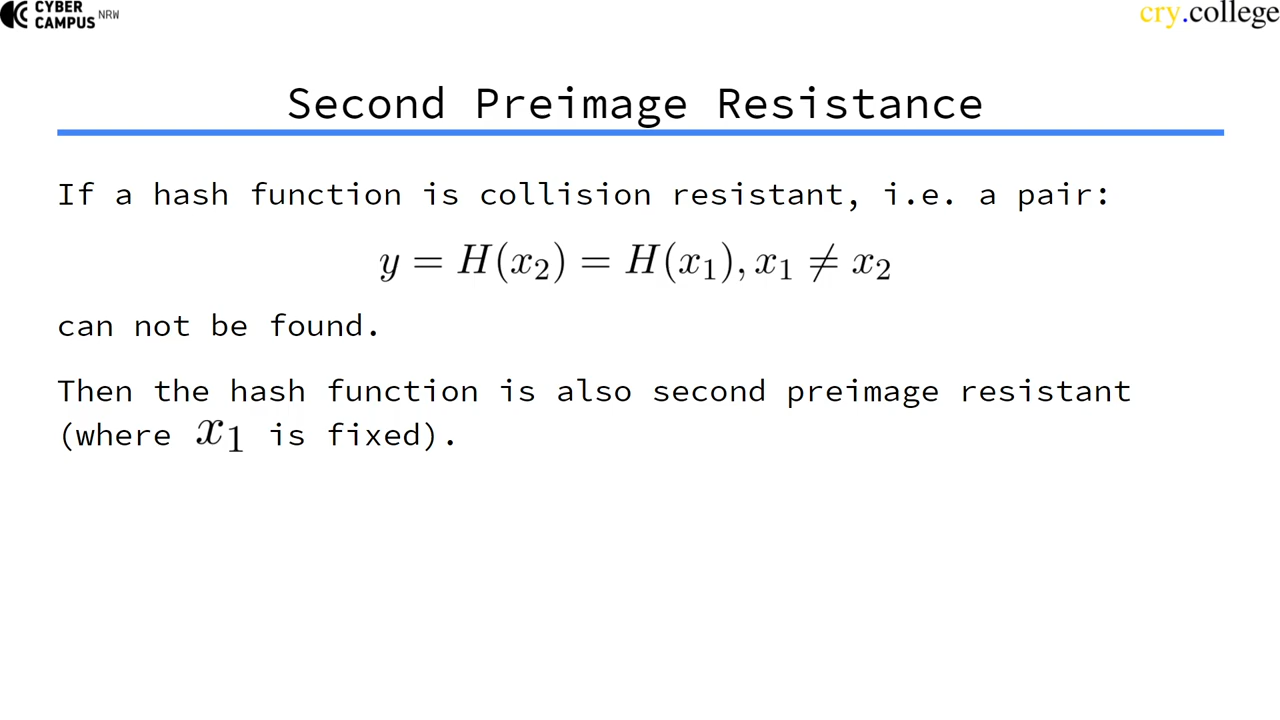 CYBER
CAMPUS NRW
cry.college
Second Preimage Resistance
If a hash function is collision resistant, i.e. a pair:
y = H(x₂) = H(x₁), x₁ ≠ x₂
can not be found.
Then the hash function is also second preimage resistant
(where x₁ is fixed).